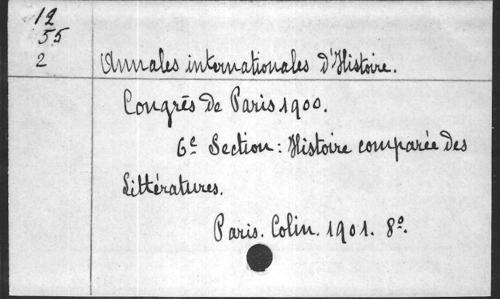 12
55
2
Annales internationales d'Histoire.
Congrès de Paris 1900.
6e Section : Histoire comparée des
Littératures.
Paris. Colin. 1901. 8o.